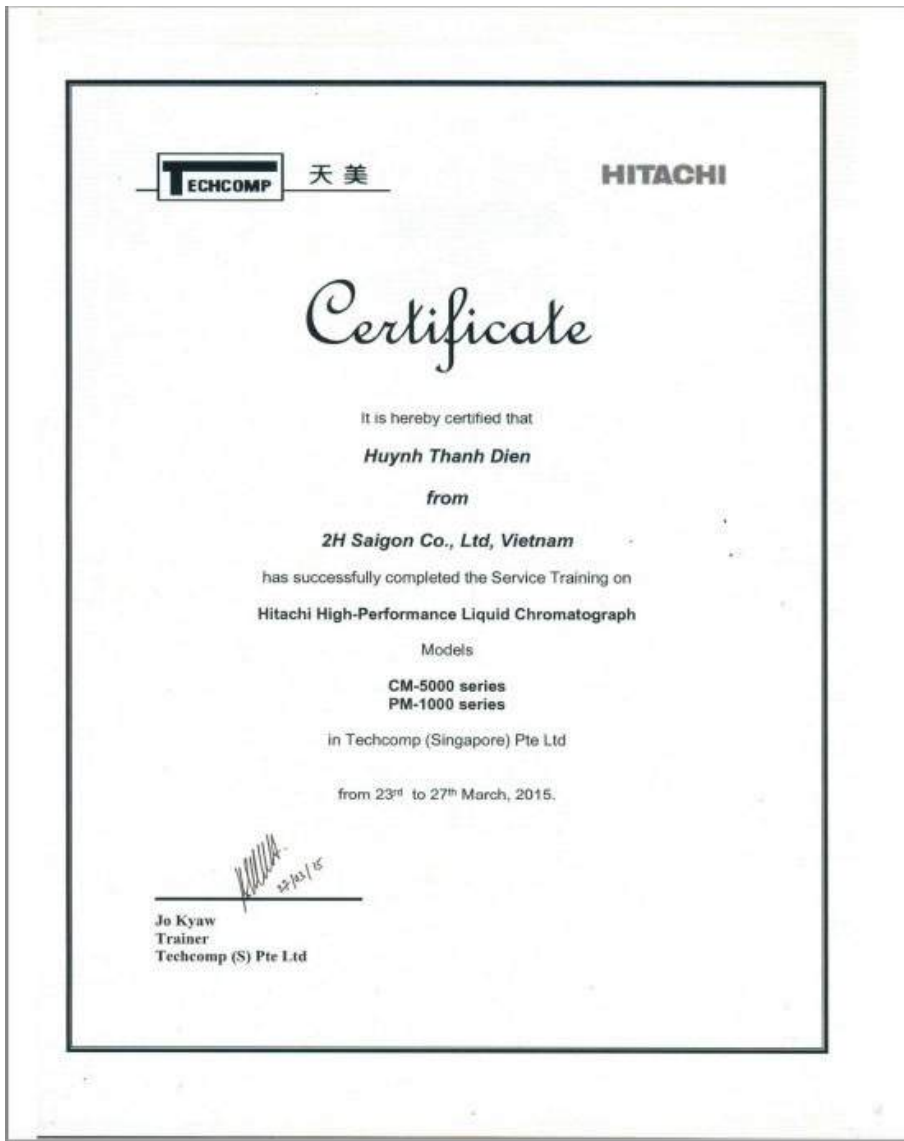 TECHCOMP 天美 HITACHI
Certificate
It is hereby certified that
Huynh Thanh Dien
from
2H Saigon Co., Ltd, Vietnam
has successfully completed the Service Training on
Hitachi High-Performance Liquid Chromatograph
Models
CM-5000 series
PM-1000 series
in Techcomp (Singapore) Pte Ltd
from 23rd to 27th March, 2015.
27/03/15
Jo Kyaw
Trainer
Techcomp (S) Pte Ltd